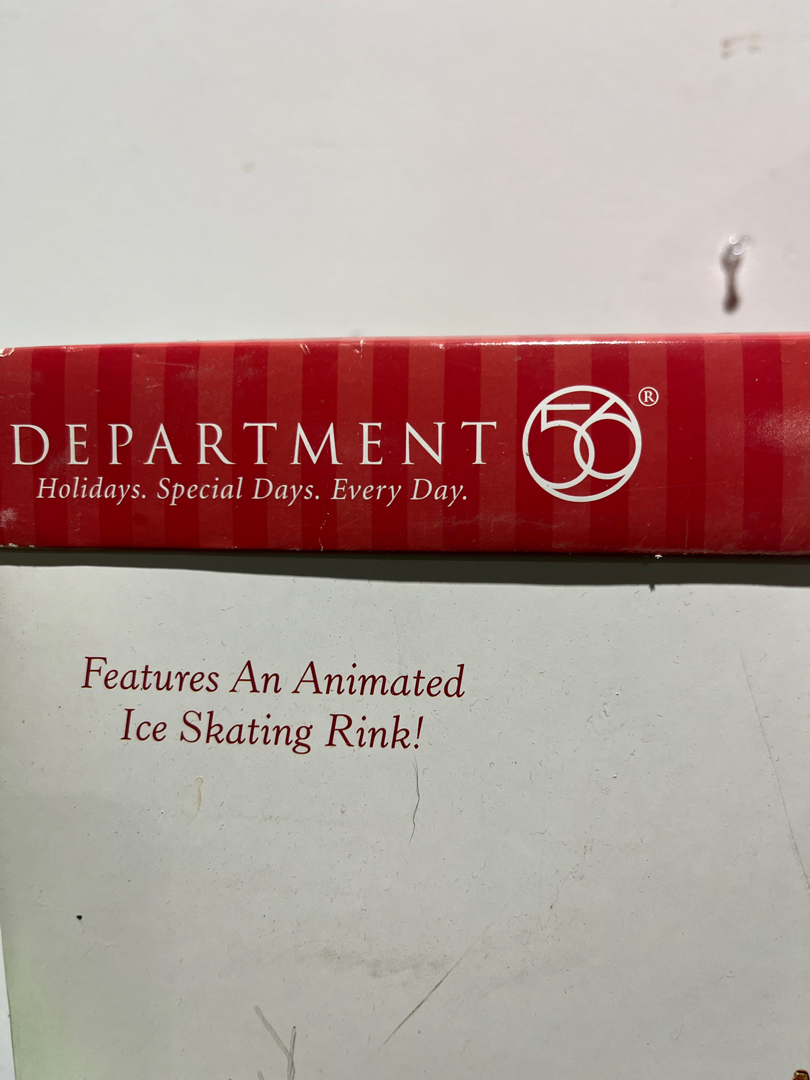 DEPARTMENT 56®
Holidays. Special Days. Every Day.
Features An Animated
Ice Skating Rink!